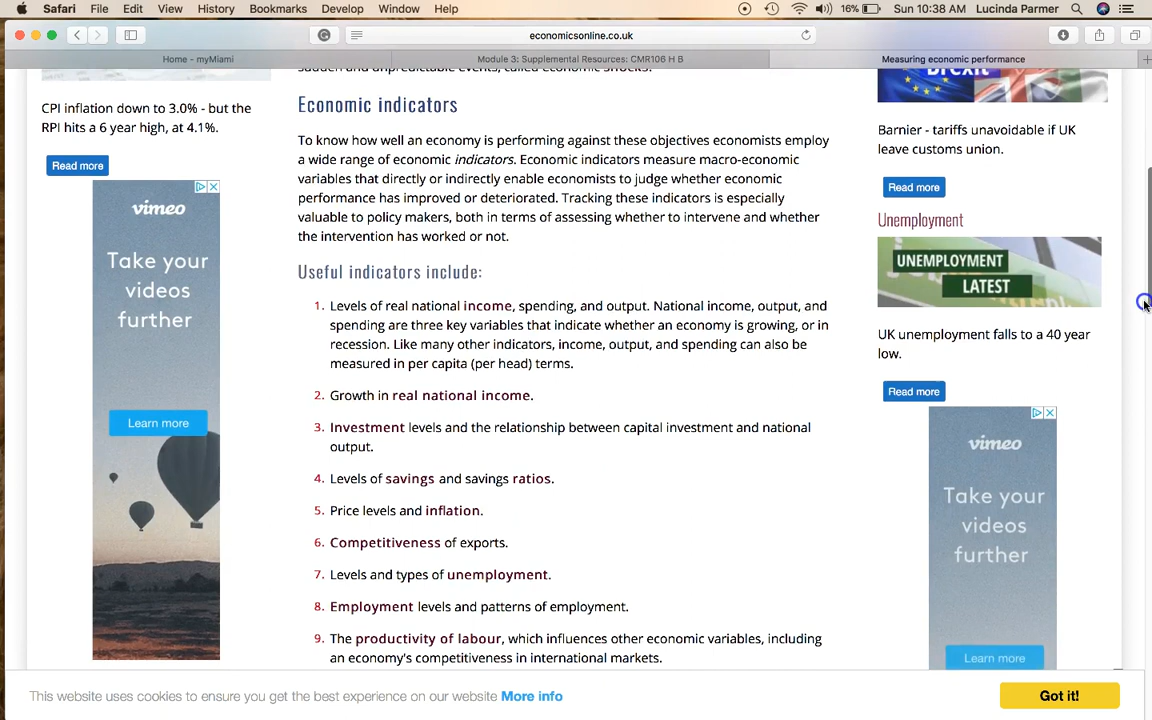 Safari File Edit View History Bookmarks Develop Window Help 16% Sun 10:38 AM Lucinda Parmer
economicsonline.co.uk
Home - myMiami Module 3: Supplemental Resources: CMR106 H B Measuring economic performance
sudden and random events, called economic shocks.
CPI inflation down to 3.0% - but the
RPI hits a 6 year high, at 4.1%.
Read more
vimeo
Take your
videos
further
Learn more
Economic indicators
To know how well an economy is performing against these objectives economists employ
a wide range of economic indicators. Economic indicators measure macro-economic
variables that directly or indirectly enable economists to judge whether economic
performance has improved or deteriorated. Tracking these indicators is especially
valuable to policy makers, both in terms of assessing whether to intervene and whether
the intervention has worked or not.
Useful indicators include:
1. Levels of real national income, spending, and output. National income, output, and
spending are three key variables that indicate whether an economy is growing, or in
recession. Like many other indicators, income, output, and spending can also be
measured in per capita (per head) terms.
2. Growth in real national income.
3. Investment levels and the relationship between capital investment and national
output.
4. Levels of savings and savings ratios.
5. Price levels and inflation.
6. Competitiveness of exports.
7. Levels and types of unemployment.
8. Employment levels and patterns of employment.
9. The productivity of labour, which influences other economic variables, including
an economy's competitiveness in international markets.
Brexit
Barnier - tariffs unavoidable if UK
leave customs union.
Read more
Unemployment
UNEMPLOYMENT
LATEST
UK unemployment falls to a 40 year
low.
Read more
vimeo
Take your
videos
further
Learn more
This website uses cookies to ensure you get the best experience on our website More info
Got it!